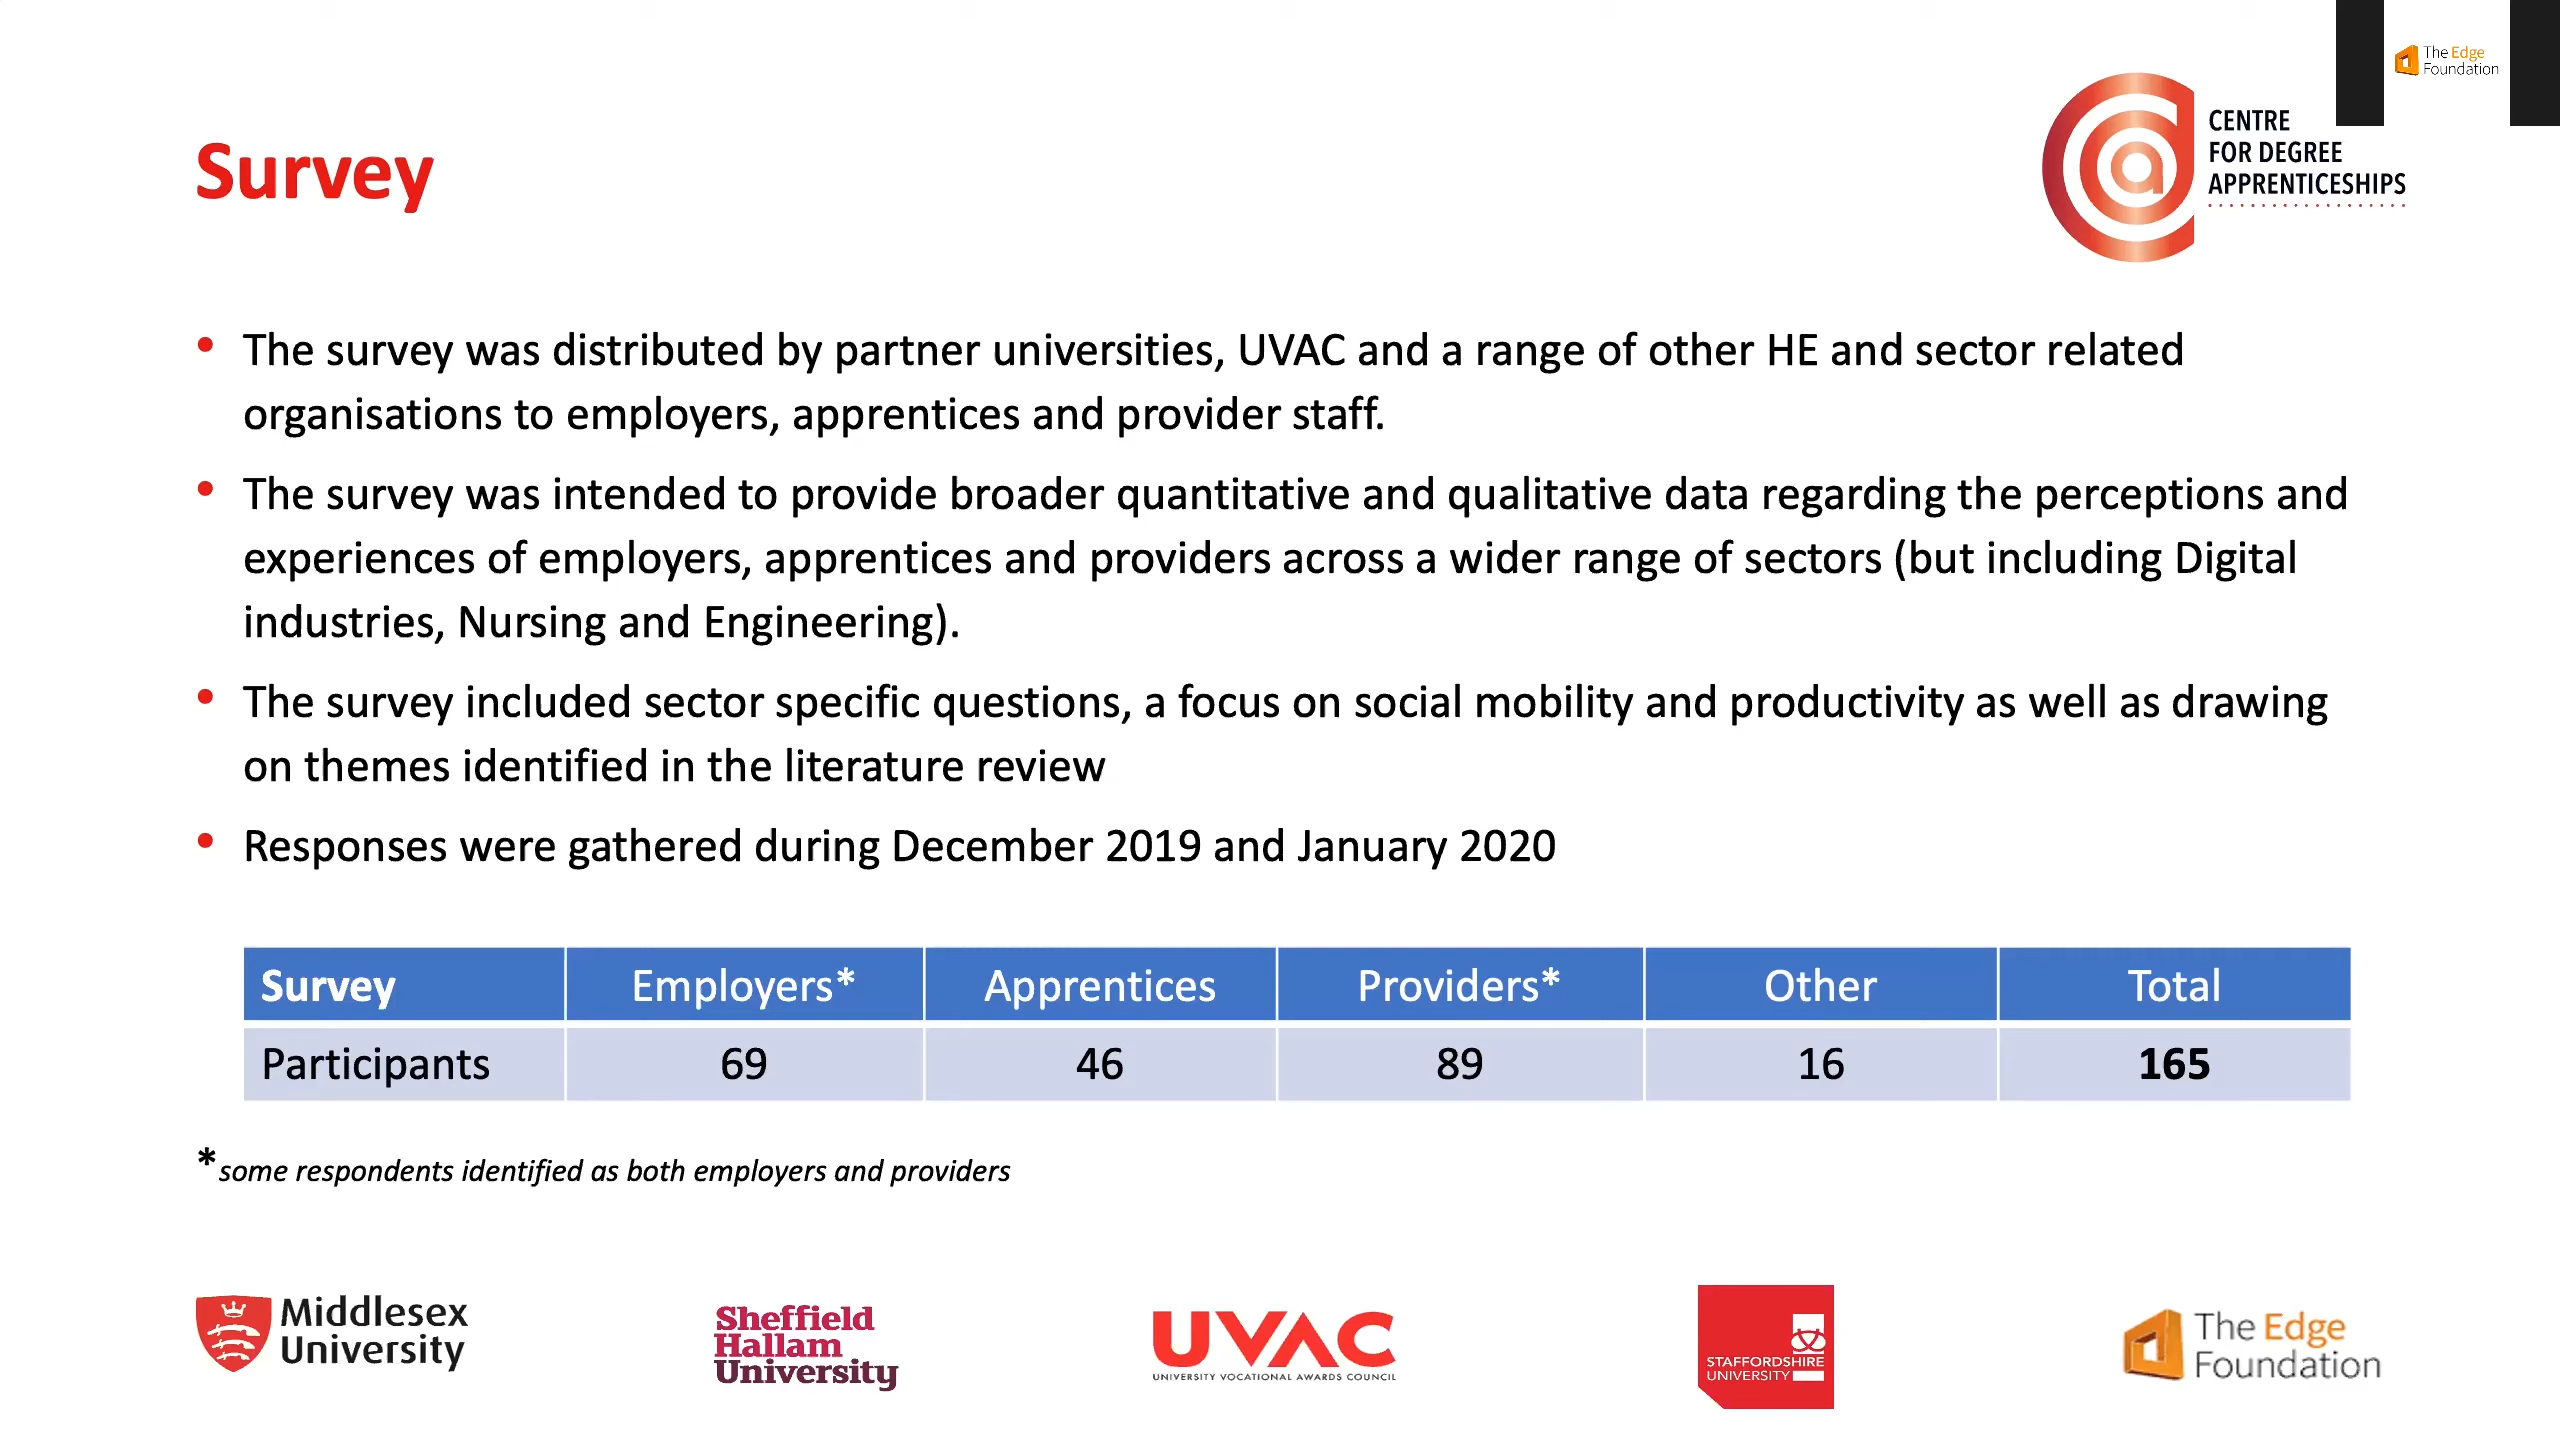 The Edge
Foundation
CENTRE
FOR DEGREE
APPRENTICESHIPS
Survey
• The survey was distributed by partner universities, UVAC and a range of other HE and sector related
organisations to employers, apprentices and provider staff.
• The survey was intended to provide broader quantitative and qualitative data regarding the perceptions and
experiences of employers, apprentices and providers across a wider range of sectors (but including Digital
industries, Nursing and Engineering).
• The survey included sector specific questions, a focus on social mobility and productivity as well as drawing
on themes identified in the literature review
• Responses were gathered during December 2019 and January 2020
Survey Employers* Apprentices Providers* Other Total
Participants 69 46 89 16 165
*some respondents identified as both employers and providers
Middlesex
University
Sheffield
Hallam
University
UVAC
UNIVERSITY VOCATIONAL AWARDS COUNCIL
STAFFORDSHIRE
UNIVERSITY
The Edge
Foundation